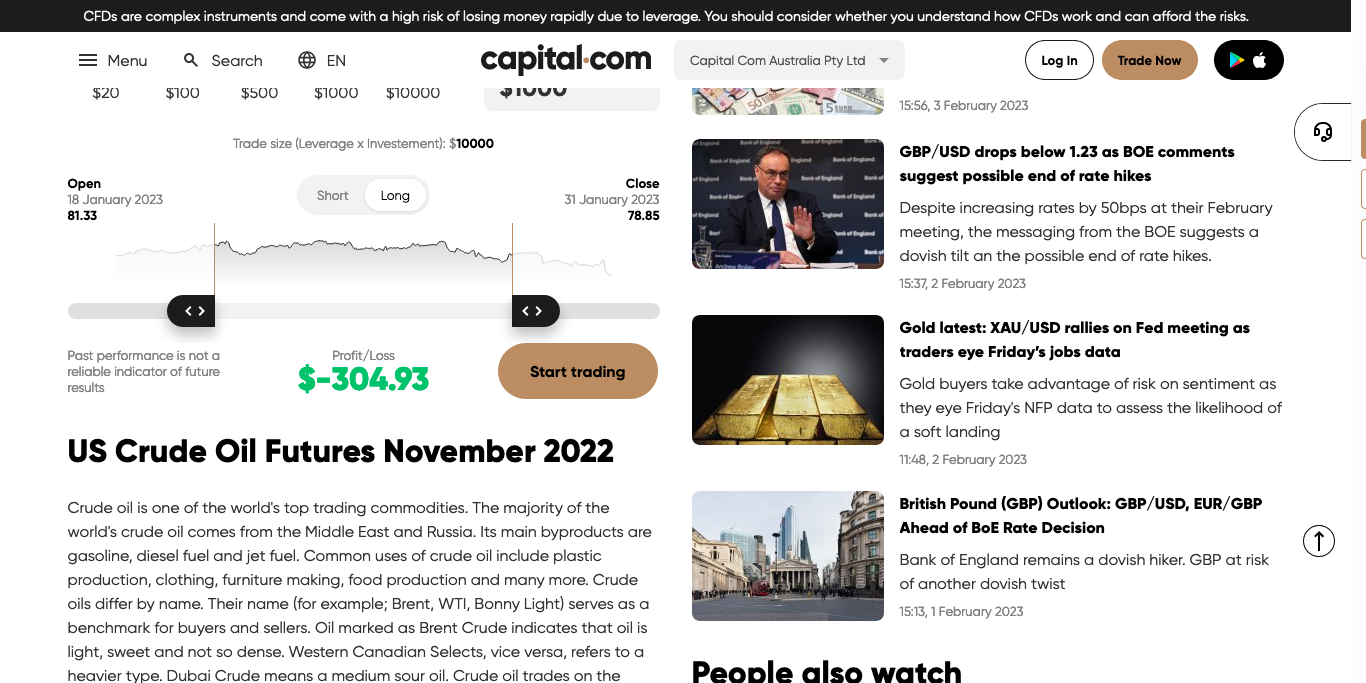 CFDs are complex instruments and come with a high risk of losing money rapidly due to leverage. You should consider whether you understand how CFDs work and can afford the risks.
Menu
Search
EN
capital.com
Capital Com Australia Pty Ltd
Log In
Trade Now
$20
$100
$500
$1000
$10000
$1000
Trade size (Leverage x Investement): $10000
Open
18 January 2023
81.33
Short
Long
Close
31 January 2023
78.85
Past performance is not a
reliable indicator of future
results
Profit/Loss
$-304.93
Start trading
US Crude Oil Futures November 2022
Crude oil is one of the world's top trading commodities. The majority of the
world's crude oil comes from the Middle East and Russia. Its main byproducts are
gasoline, diesel fuel and jet fuel. Common uses of crude oil include plastic
production, clothing, furniture making, food production and many more. Crude
oils differ by name. Their name (for example; Brent, WTI, Bonny Light) serves as a
benchmark for buyers and sellers. Oil marked as Brent Crude indicates that oil is
light, sweet and not so dense. Western Canadian Selects, vice versa, refers to a
heavier type. Dubai Crude means a medium sour oil. Crude oil trades on the
15:56, 3 February 2023
GBP/USD drops below 1.23 as BOE comments
suggest possible end of rate hikes
Despite increasing rates by 50bps at their February
meeting, the messaging from the BOE suggests a
dovish tilt an the possible end of rate hikes.
15:37, 2 February 2023
Gold latest: XAU/USD rallies on Fed meeting as
traders eye Friday's jobs data
Gold buyers take advantage of risk on sentiment as
they eye Friday's NFP data to assess the likelihood of
a soft landing
11:48, 2 February 2023
British Pound (GBP) Outlook: GBP/USD, EUR/GBP
Ahead of BoE Rate Decision
Bank of England remains a dovish hiker. GBP at risk
of another dovish twist
15:13, 1 February 2023
People also watch